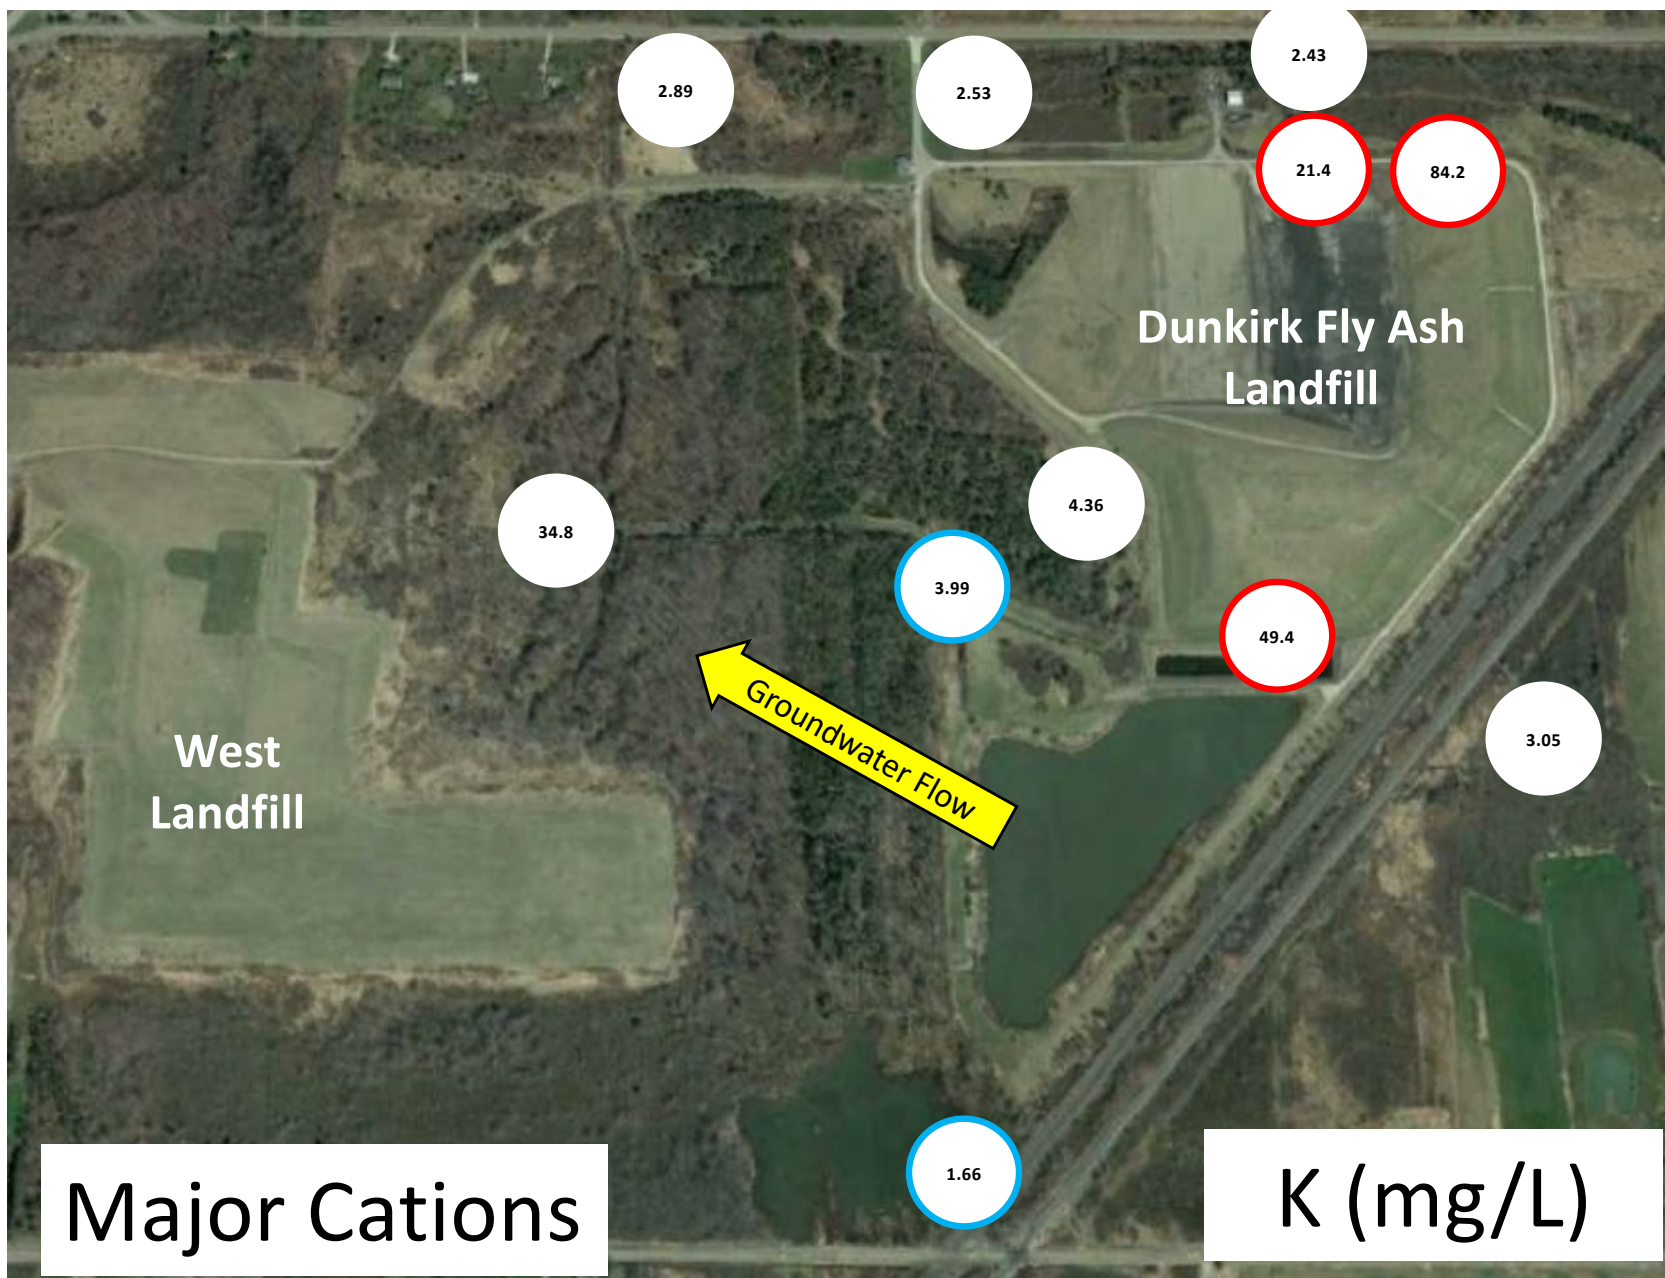 2.43
2.89
2.53
21.4
84.2
Dunkirk Fly Ash
Landfill
4.36
34.8
3.99
49.4
Groundwater Flow
3.05
West
Landfill
1.66
Major Cations
K (mg/L)